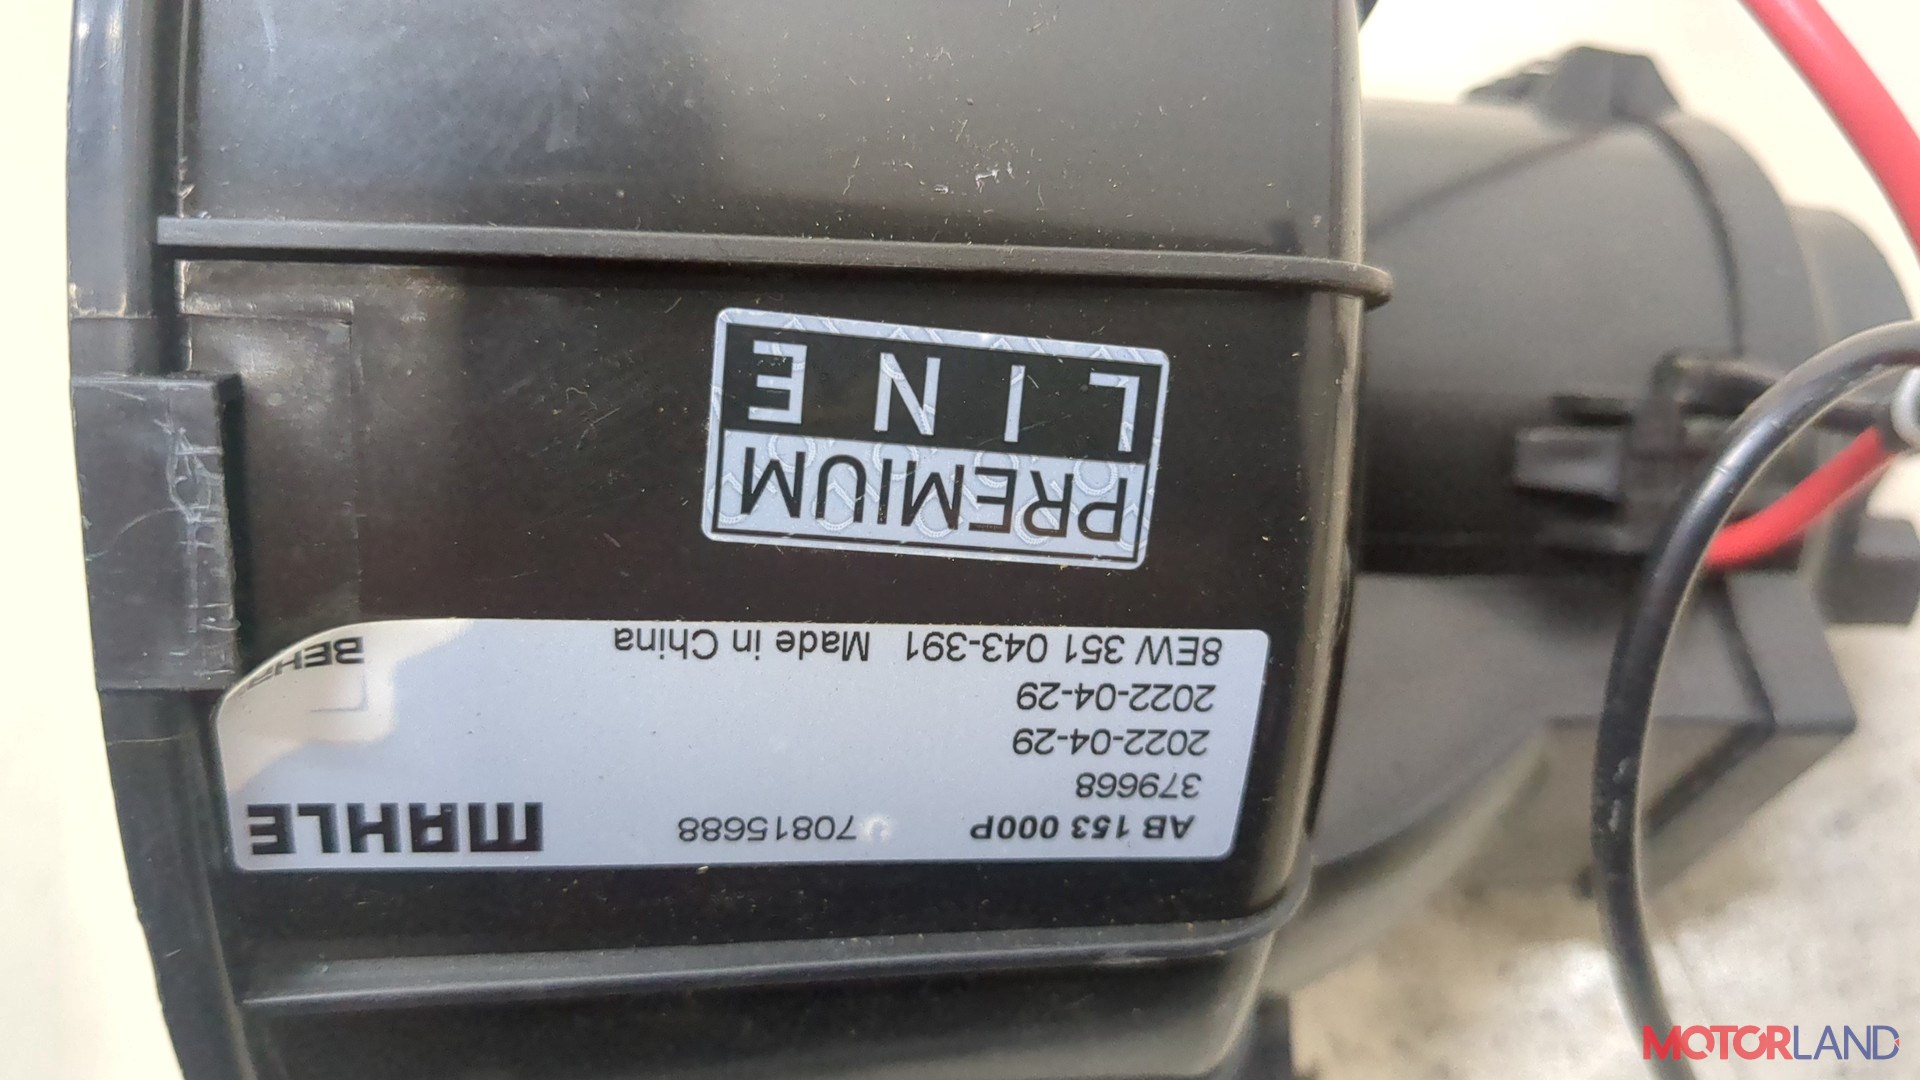 AB 153 000P 70815688 MAHLE
379668
2022-04-29
2022-04-29
8EW 351 043-391 Made in China
PREMIUM
LINE
MOTORLAND